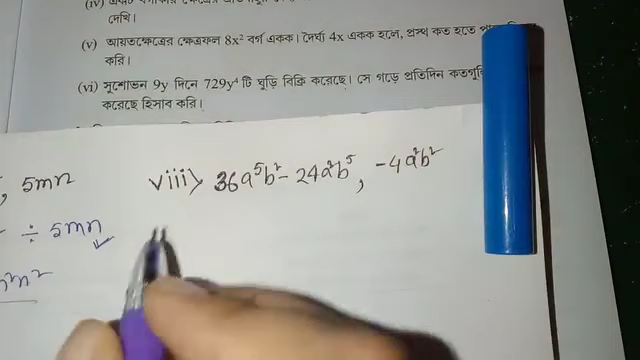 দেখি।
(v) আয়তক্ষেত্রের ক্ষেত্রফল 8x² বর্গ একক। দৈর্ঘ্য 4x একক হলে, প্রস্থ কত হতে
করি।
(vi) সুশোভন 9y দিনে 729y⁴ টি ঘুড়ি বিক্রি করেছে। সে গড়ে প্রতিদিন
করেছে হিসাব করি।
, 5mn
viii) 36a⁵b² - 24a²b⁵, -4a²b²
÷ 5mn